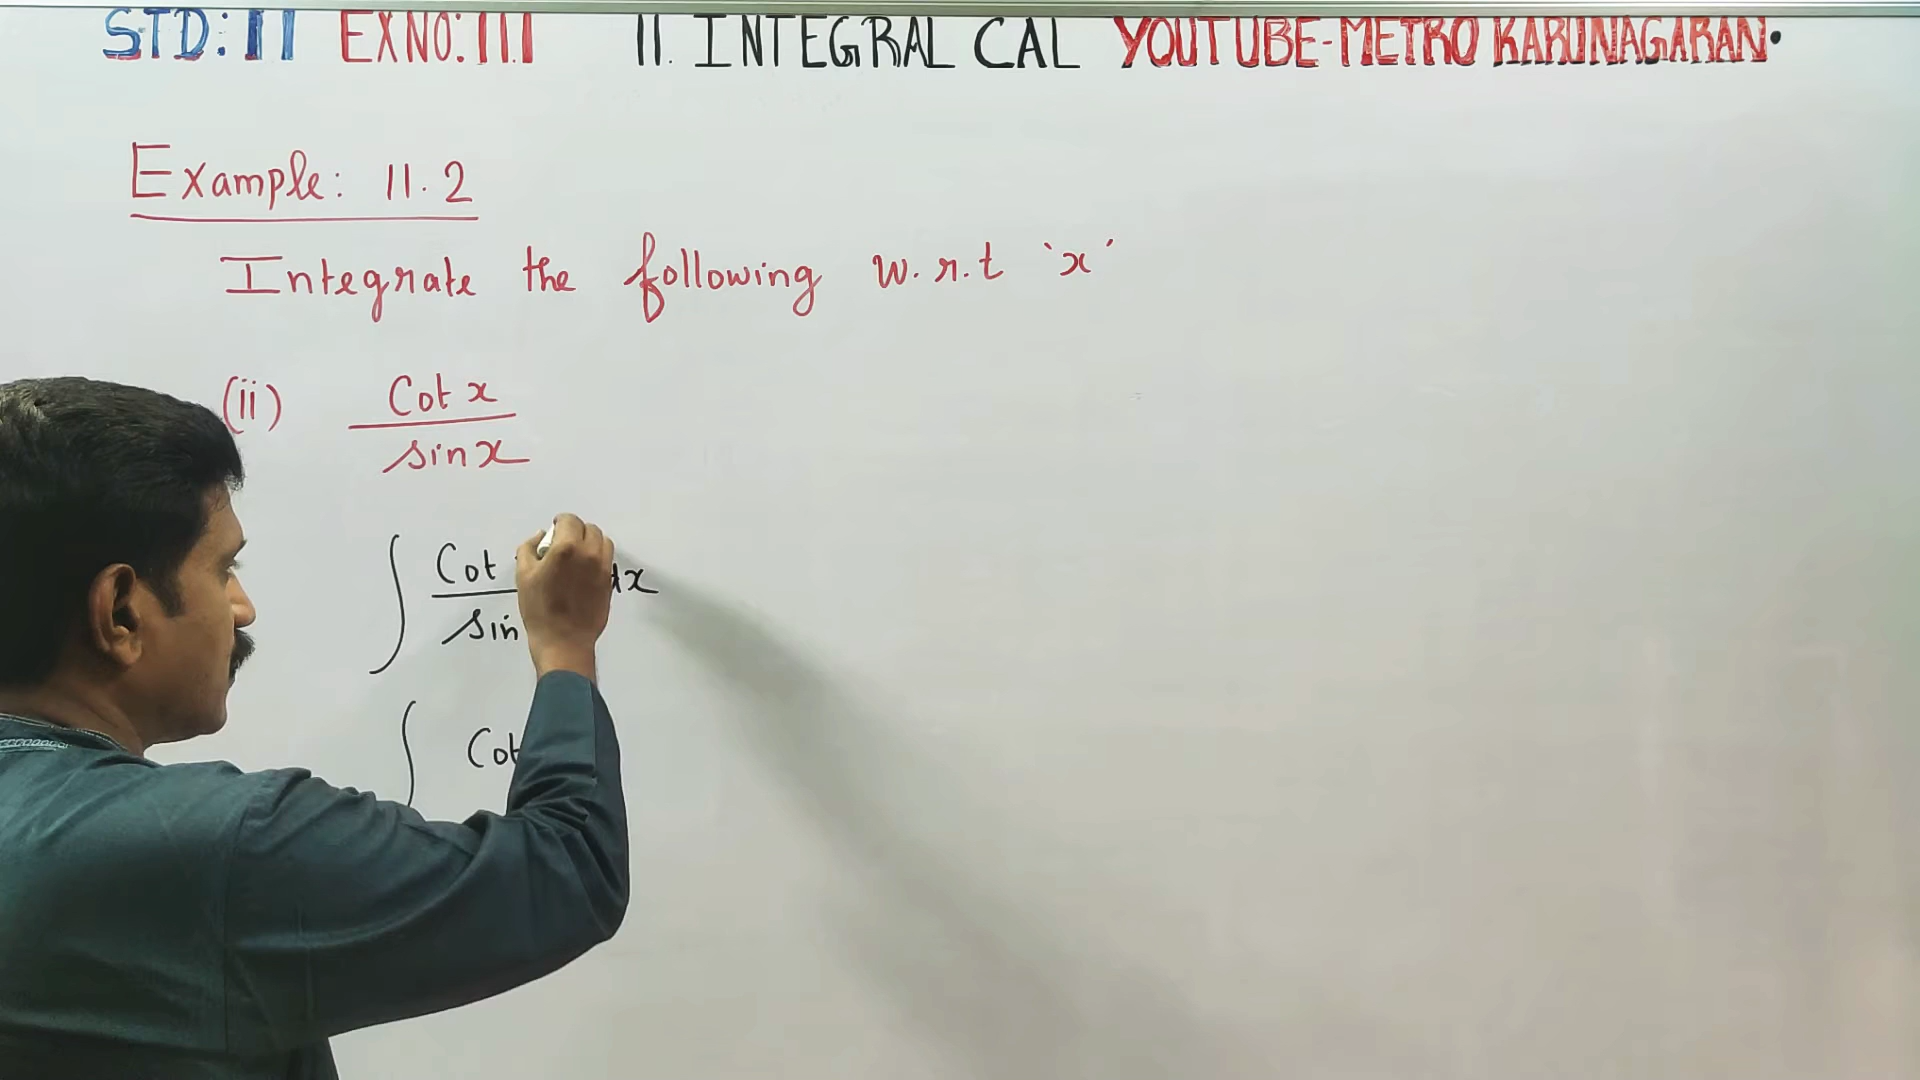 STD: 11 EXNO: 11.1 11. INTEGRAL CAL YOUTUBE-METRO KARUNAGARAN.
Example: 11.2
Integrate the following w.r.t 'x'
(ii) Cot x
sinx
∫ Cot dx
sin
∫ Cot